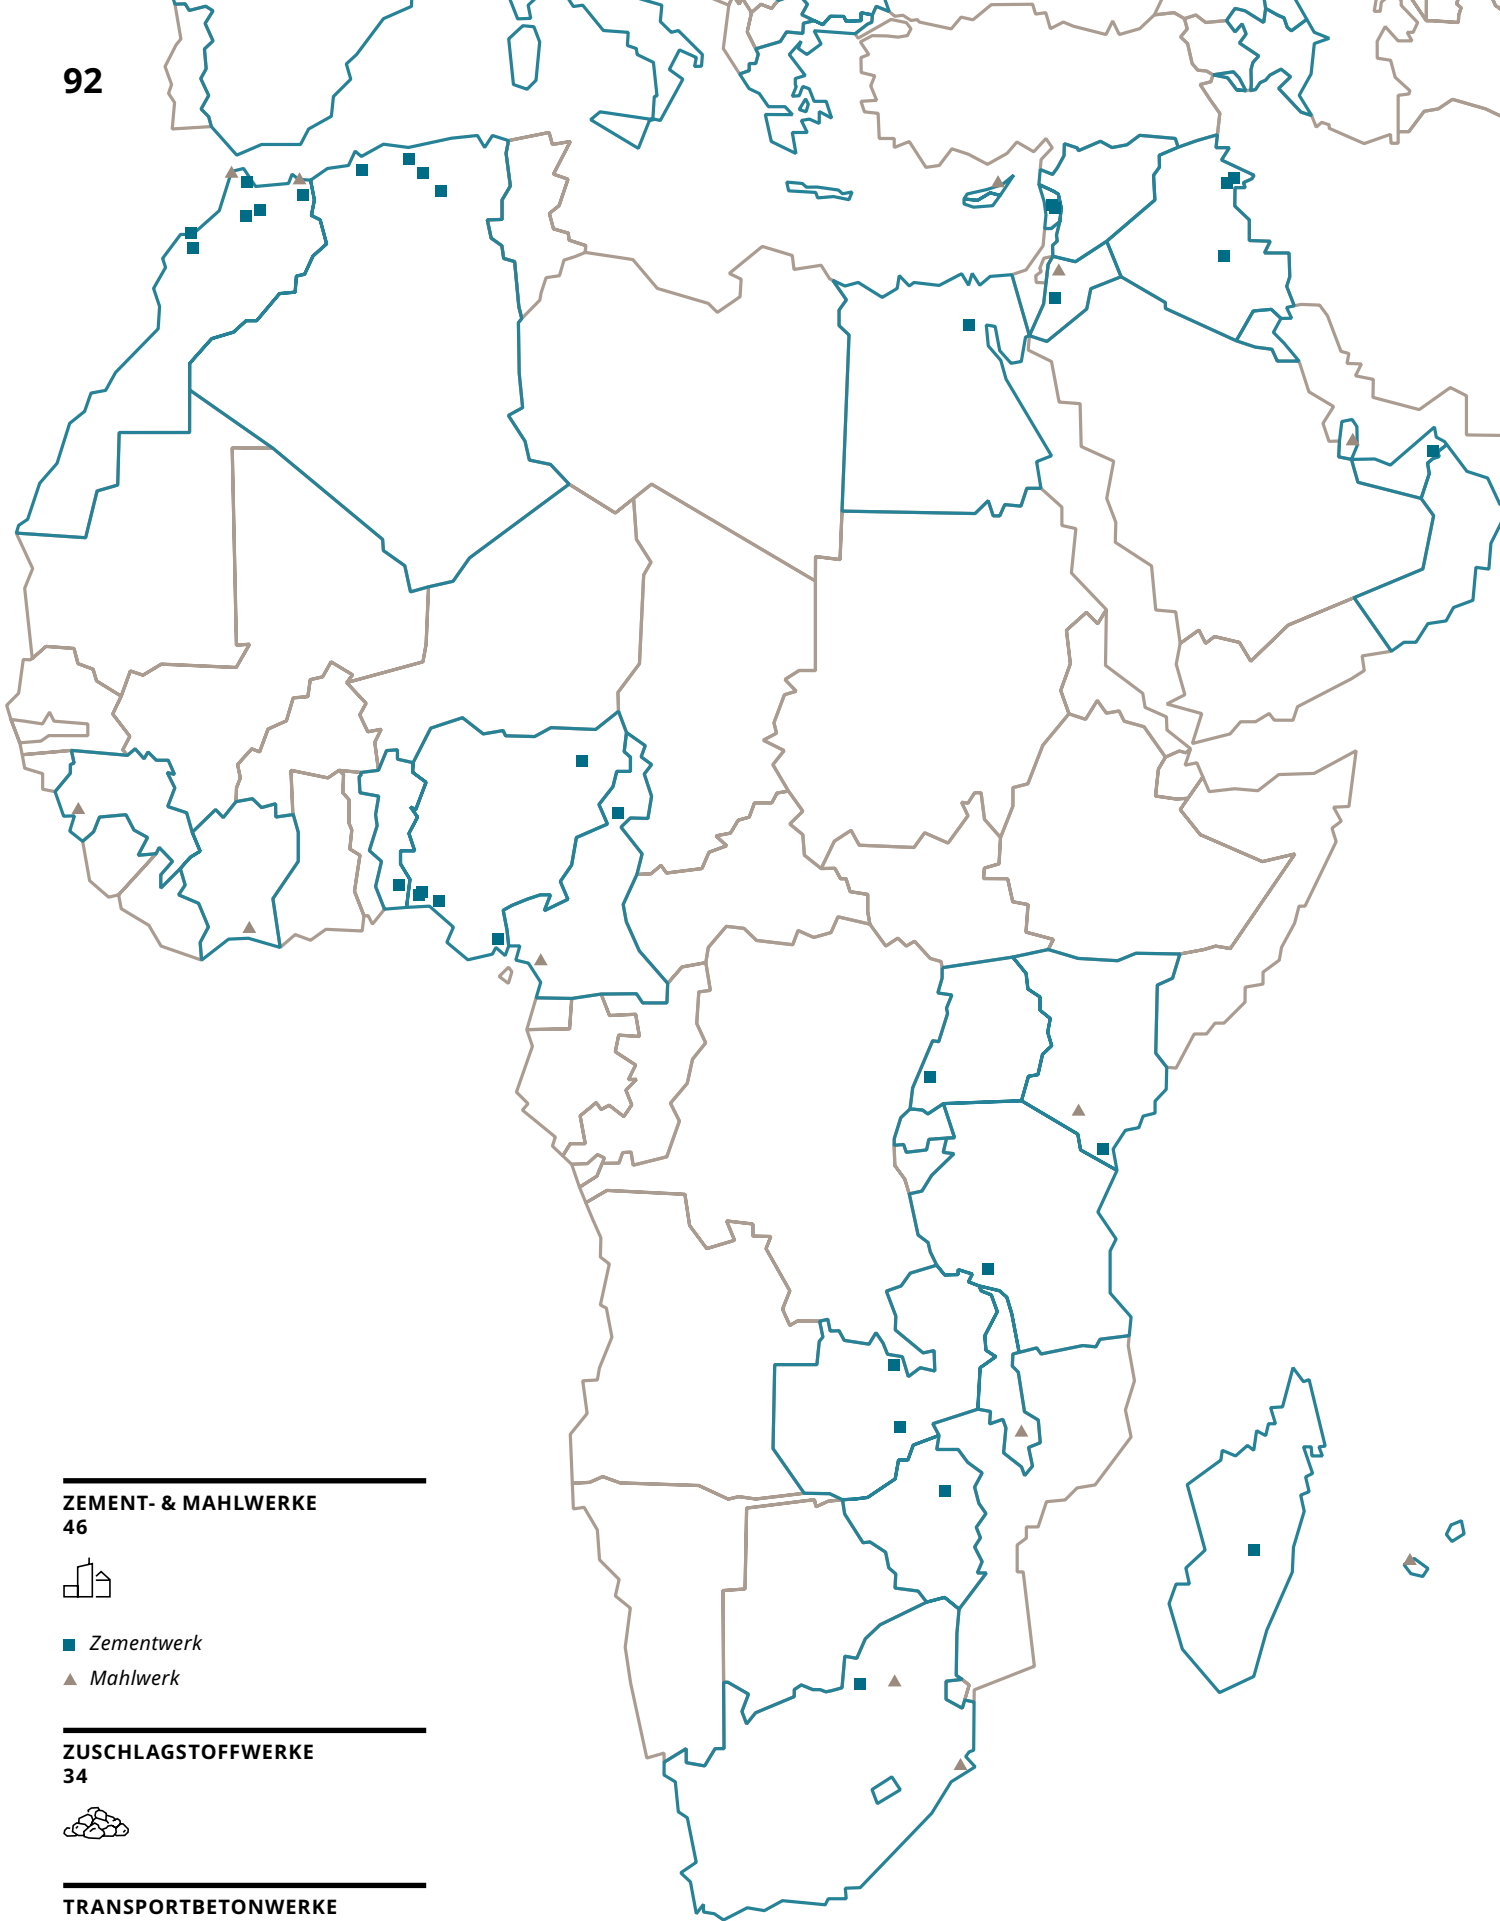 92
ZEMENT- & MAHLWERKE
46
Zementwerk
Mahlwerk
ZUSCHLAGSTOFFWERKE
34
TRANSPORTBETONWERKE